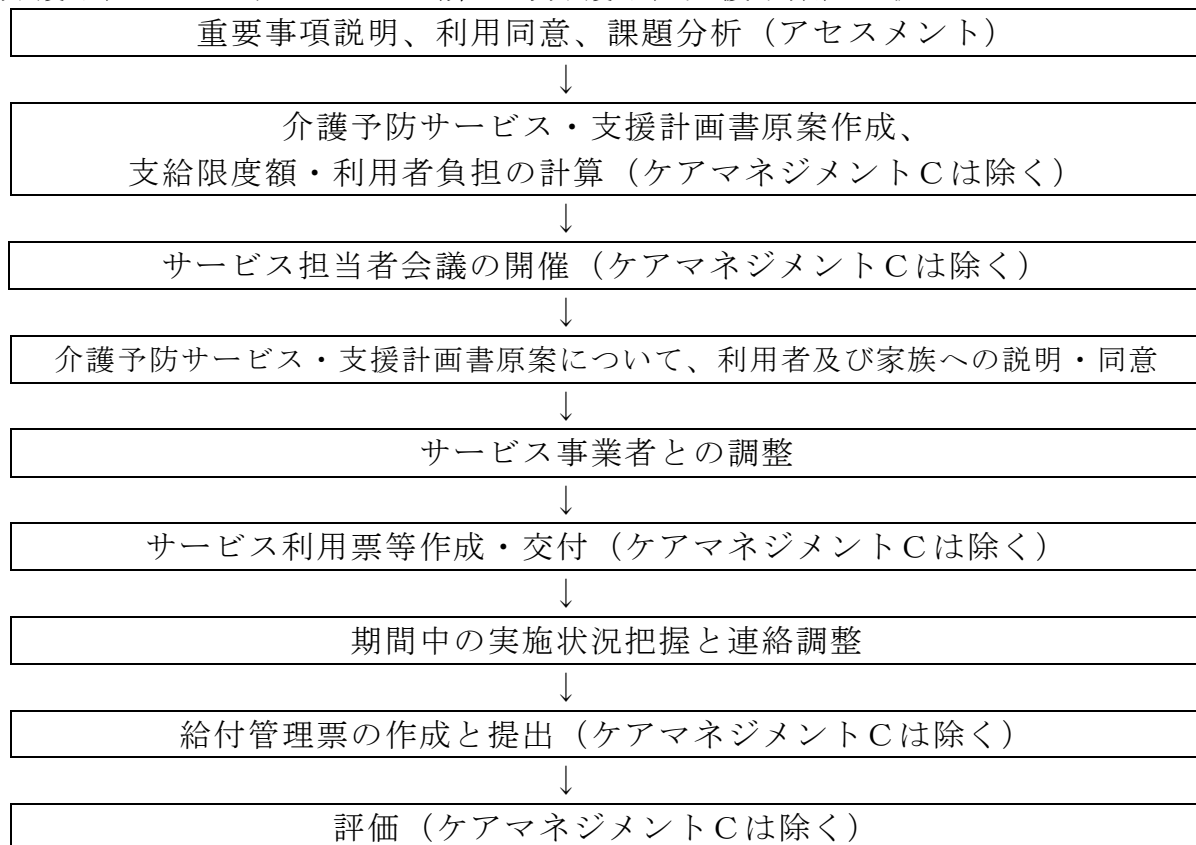 重要事項説明、利用同意、課題分析（アセスメント）
↓
介護予防サービス・支援計画書原案作成、
支給限度額・利用者負担の計算（ケアマネジメントCは除く）
↓
サービス担当者会議の開催（ケアマネジメントCは除く）
↓
介護予防サービス・支援計画書原案について、利用者及び家族への説明・同意
↓
サービス事業者との調整
↓
サービス利用票等作成・交付（ケアマネジメントCは除く）
↓
期間中の実施状況把握と連絡調整
↓
給付管理票の作成と提出（ケアマネジメントCは除く）
↓
評価（ケアマネジメントCは除く）